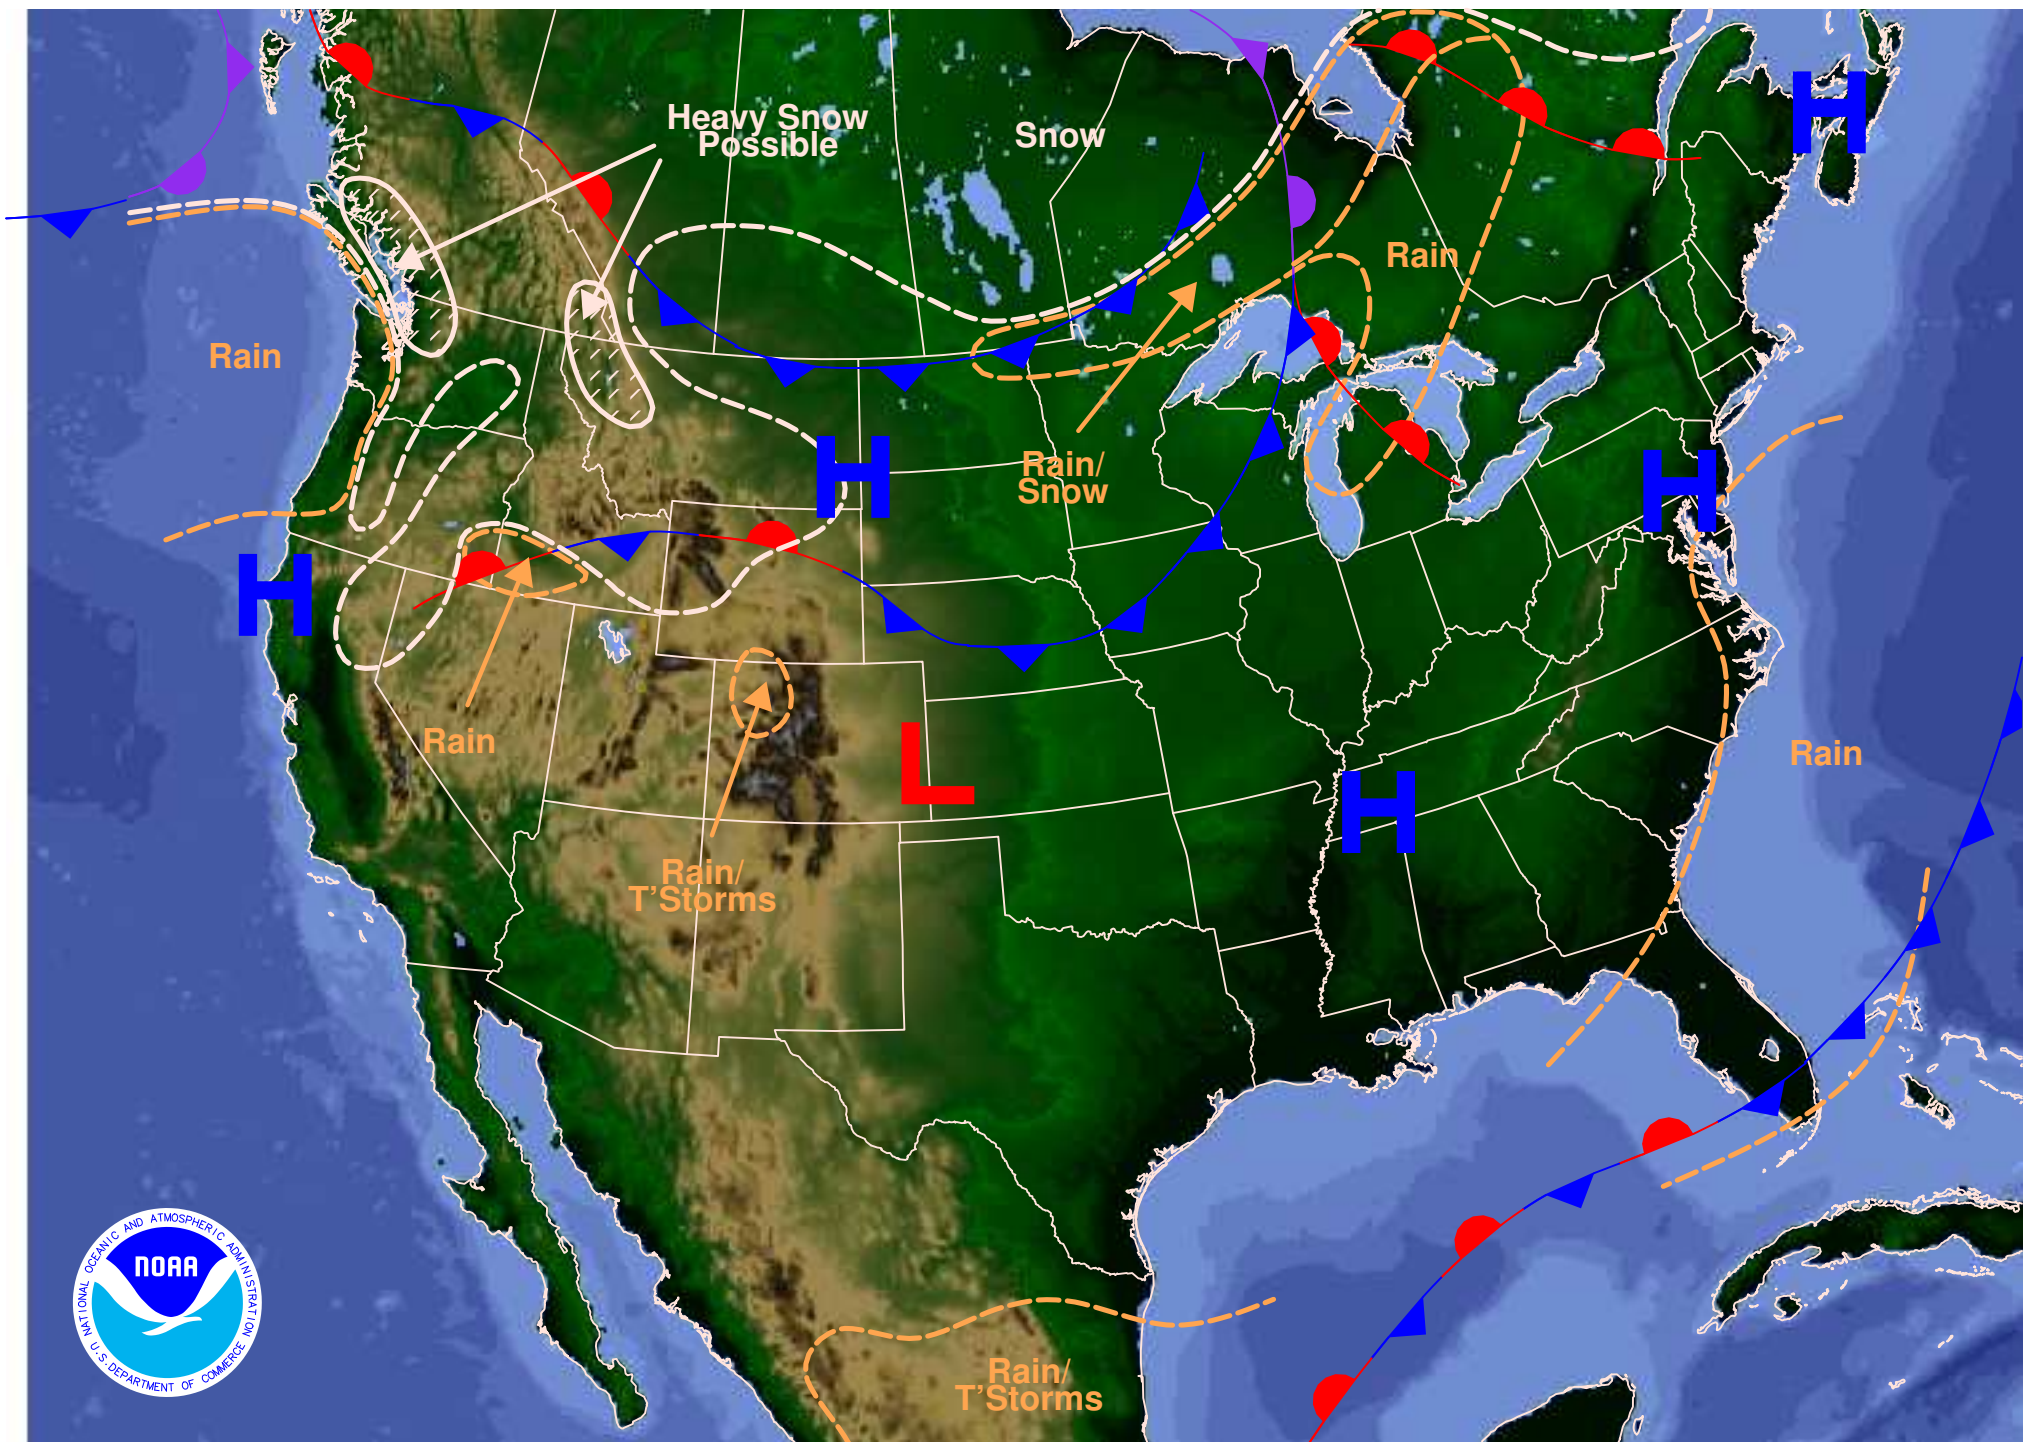 Heavy Snow
Possible
Snow
H
Rain
Rain
H
Rain/
Snow
H
H
Rain
Rain
L
H
Rain/
T'Storms
NATIONAL OCEANIC AND ATMOSPHERIC ADMINISTRATION
NOAA
U.S. DEPARTMENT OF COMMERCE
Rain/
T'Storms